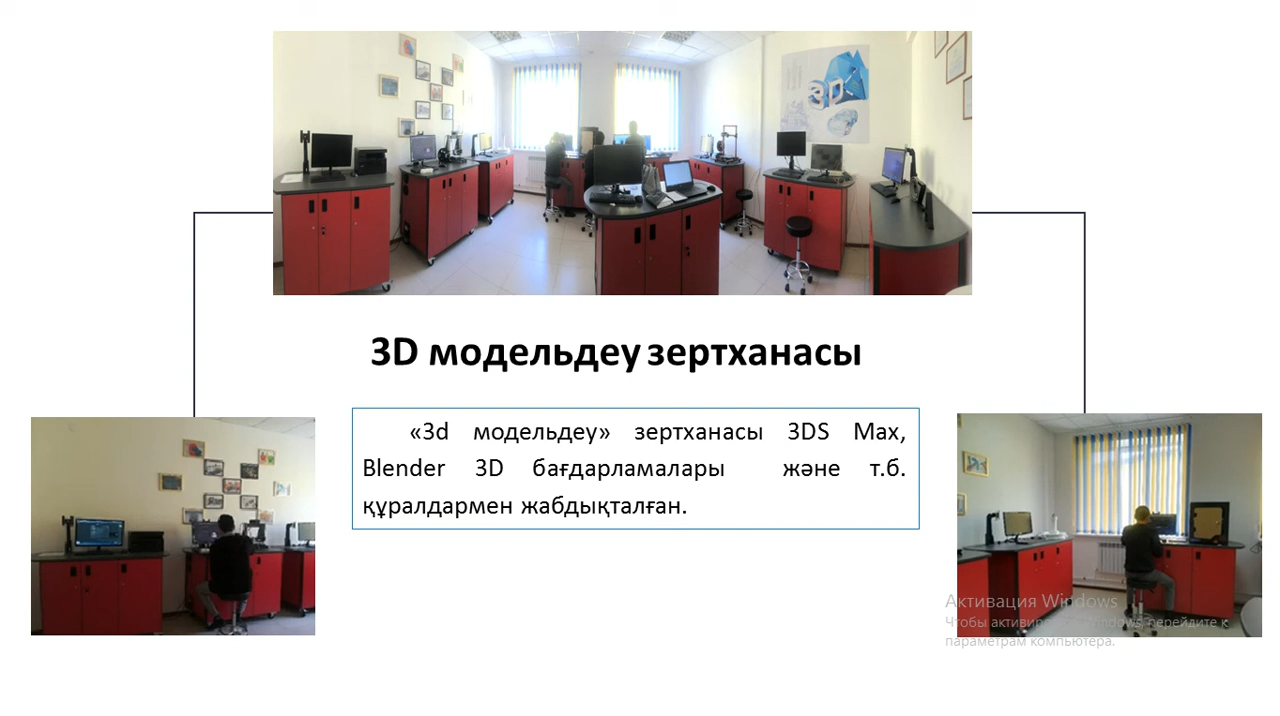 3D
3D модельдеу зертханасы
«3d модельдеу» зертханасы 3DS Max,
Blender 3D бағдарламалары және т.б.
құралдармен жабдықталған.
Активация Windows
Чтобы активировать Windows, перейдите к
параметрам компьютера.